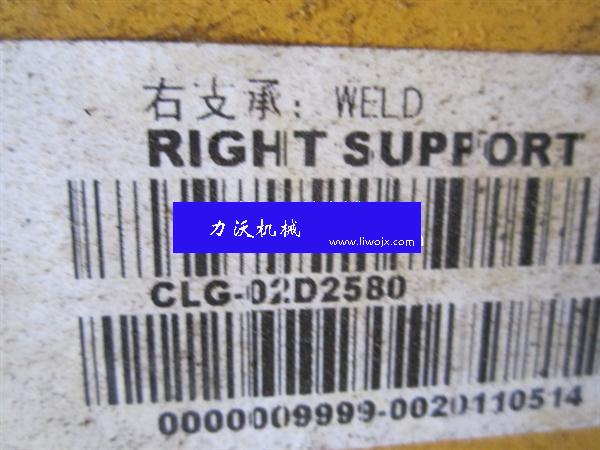 右支承: WELD
RIGHT SUPPORT
力沃机械
www.liwojx.com
CLG-02D2580
0000009999-0020110514